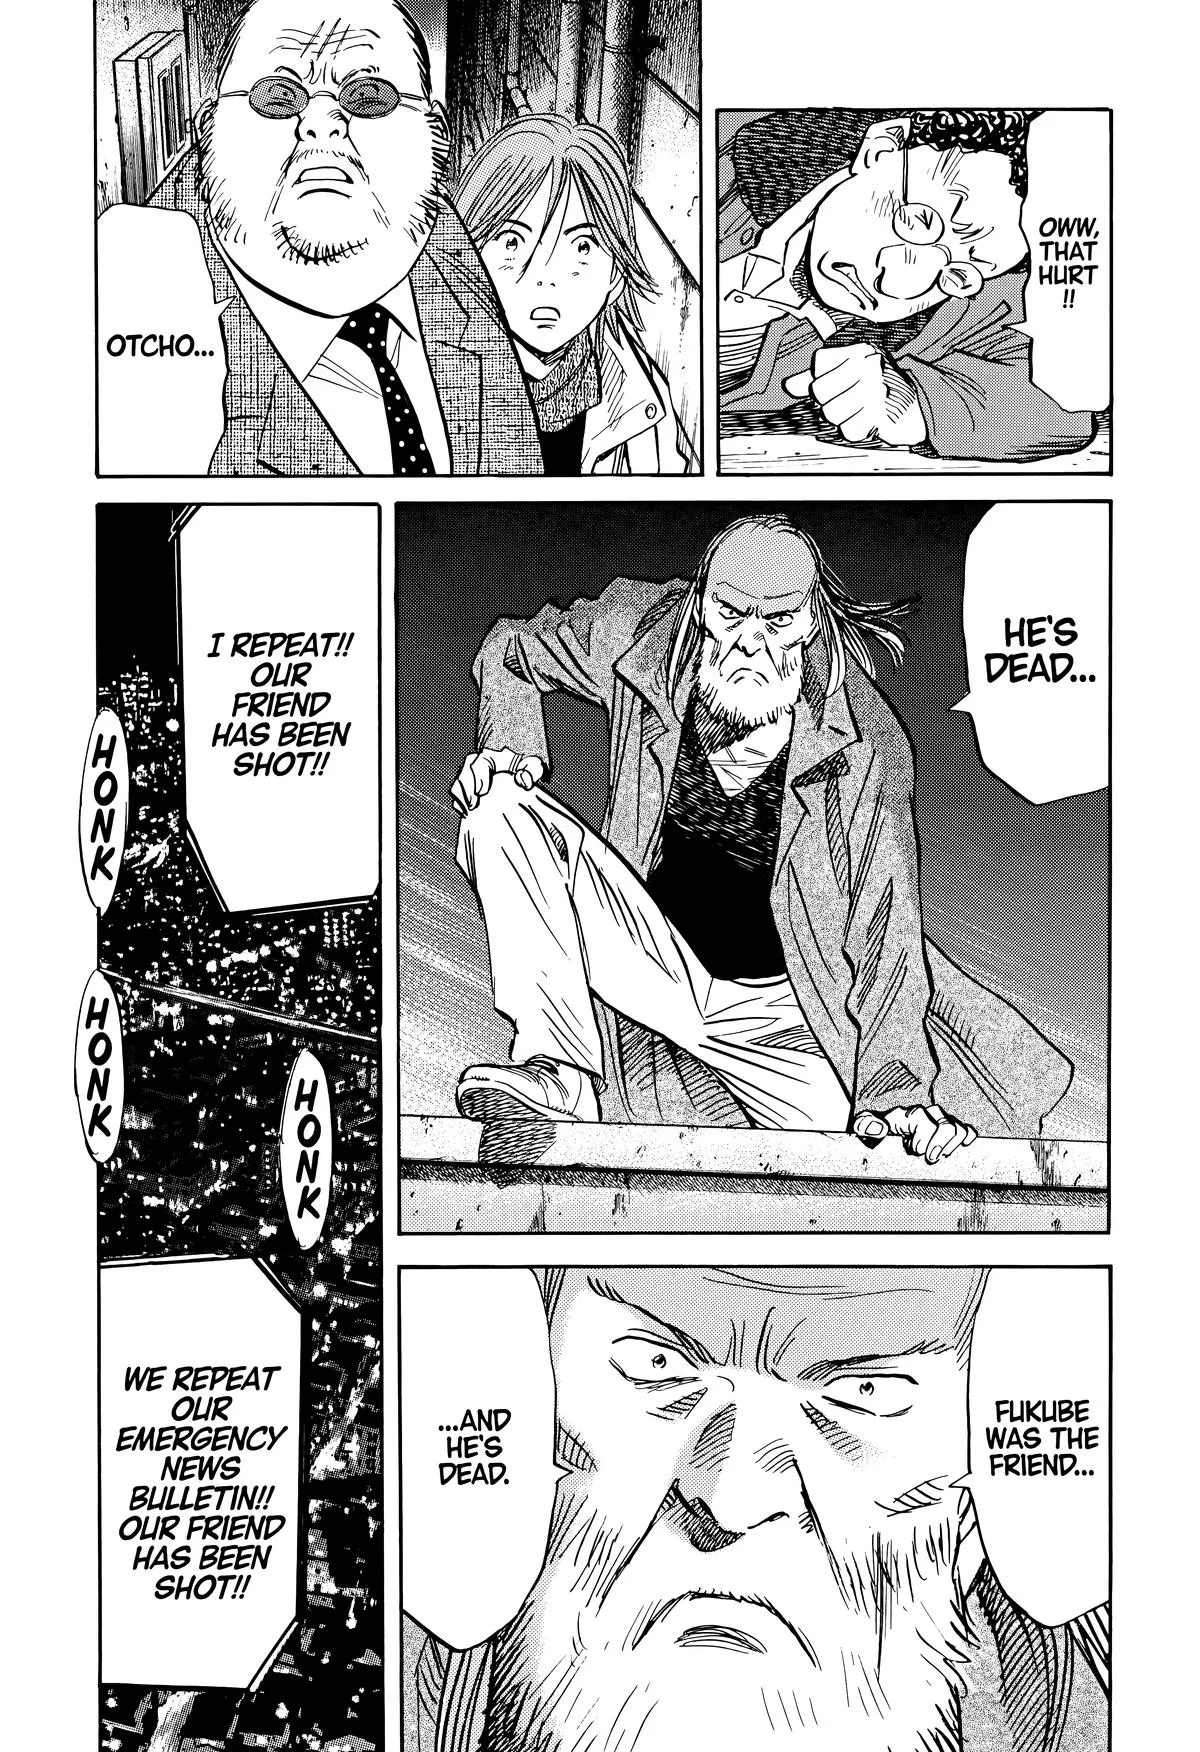 OWW,
THAT
HURT
!!
OTCHO...
HE'S
DEAD...
I REPEAT!!
OUR
FRIEND
HAS BEEN
SHOT!!
HONK
HONK
HONK
FUKUBE
WAS THE
FRIEND...
...AND
HE'S
DEAD.
WE REPEAT
OUR
EMERGENCY
NEWS
BULLETIN!!
OUR FRIEND
HAS BEEN
SHOT!!